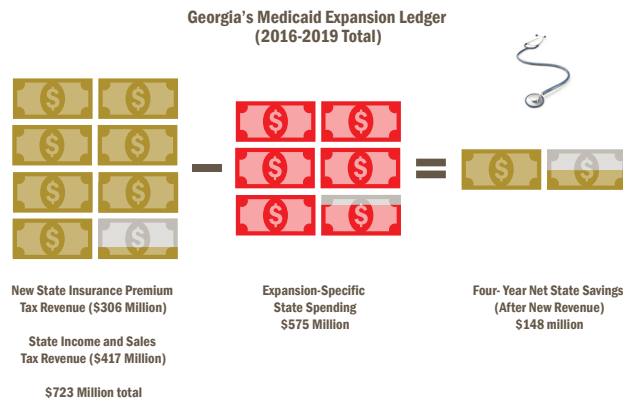 Georgia's Medicaid Expansion Ledger
(2016-2019 Total)
$ $
$ $ $ $
$ $ $ $ $ $
$ $ $ $
New State Insurance Premium
Tax Revenue ($306 Million)
State Income and Sales
Tax Revenue ($417 Million)
$723 Million total
Expansion-Specific
State Spending
$575 Million
Four- Year Net State Savings
(After New Revenue)
$148 million